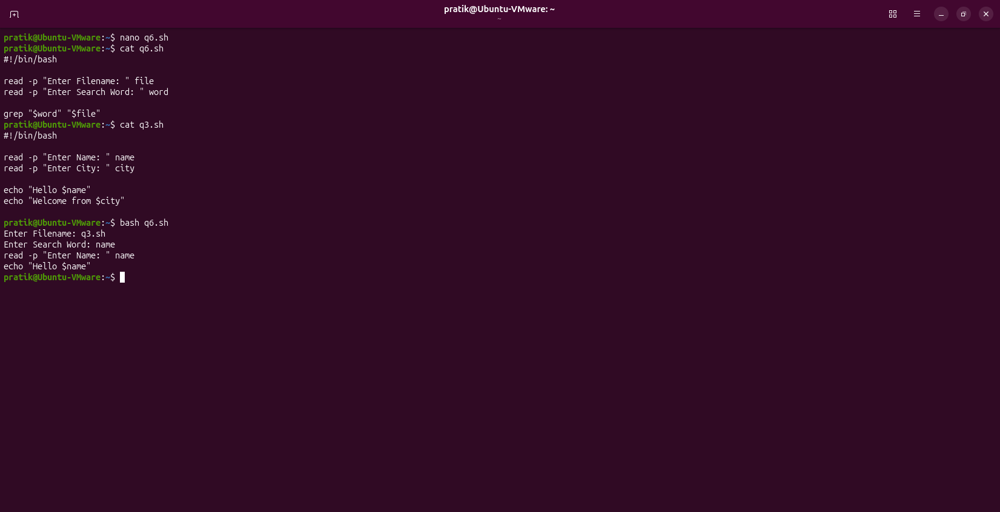 pratik@Ubuntu-VMware: ~
~
pratik@Ubuntu-VMware:~$ nano q6.sh
pratik@Ubuntu-VMware:~$ cat q6.sh
#!/bin/bash
read -p "Enter Filename: " file
read -p "Enter Search Word: " word
grep "$word" "$file"
pratik@Ubuntu-VMware:~$ cat q3.sh
#!/bin/bash
read -p "Enter Name: " name
read -p "Enter City: " city
echo "Hello $name"
echo "Welcome from $city"
pratik@Ubuntu-VMware:~$ bash q6.sh
Enter Filename: q3.sh
Enter Search Word: name
read -p "Enter Name: " name
echo "Hello $name"
pratik@Ubuntu-VMware:~$